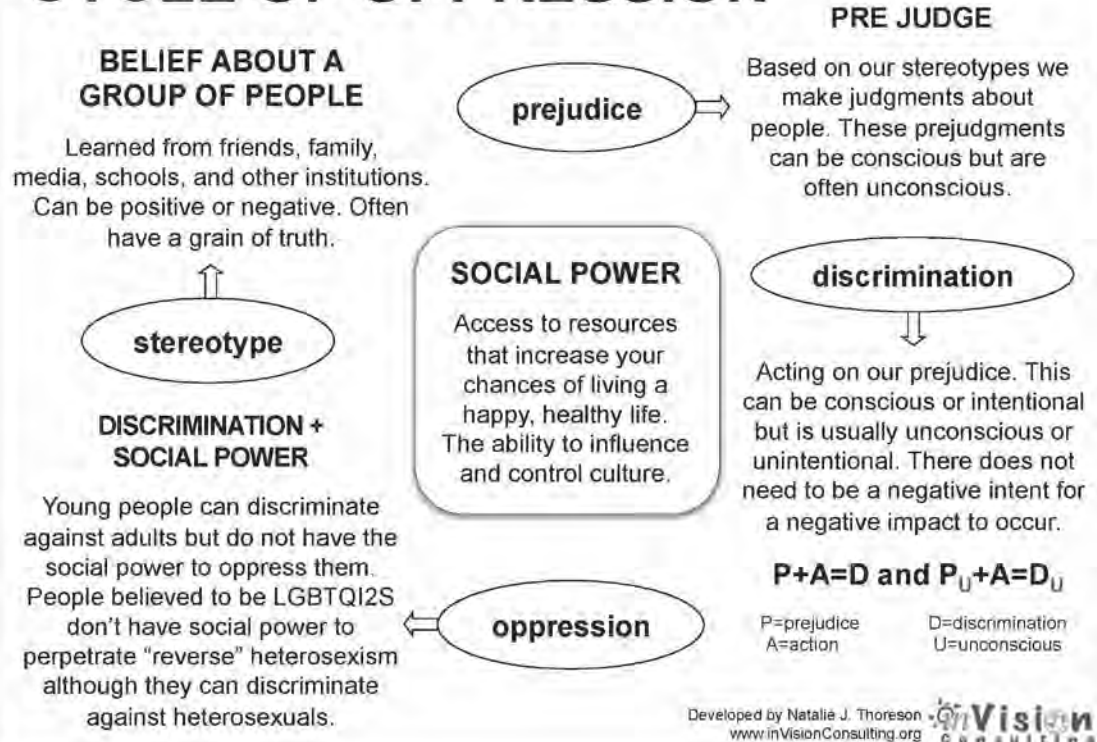 CYCLE OF OPPRESSION
BELIEF ABOUT A
GROUP OF PEOPLE
Learned from friends, family,
media, schools, and other institutions.
Can be positive or negative. Often
have a grain of truth.
stereotype
prejudice
PRE JUDGE
Based on our stereotypes we
make judgments about
people. These prejudgments
can be conscious but are
often unconscious.
SOCIAL POWER
Access to resources
that increase your
chances of living a
happy, healthy life.
The ability to influence
and control culture.
discrimination
Acting on our prejudice. This
can be conscious or intentional
but is usually unconscious or
unintentional. There does not
need to be a negative intent for
a negative impact to occur.
P+A=D and PU+A=DU
P=prejudice D=discrimination
A=action U=unconscious
oppression
DISCRIMINATION +
SOCIAL POWER
Young people can discriminate
against adults but do not have the
social power to oppress them.
People believed to be LGBTQI2S
don't have social power to
perpetrate “reverse” heterosexism
although they can discriminate
against heterosexuals.
Developed by Natalie J. Thoreson
www.inVisionConsulting.org
inVision
consulting